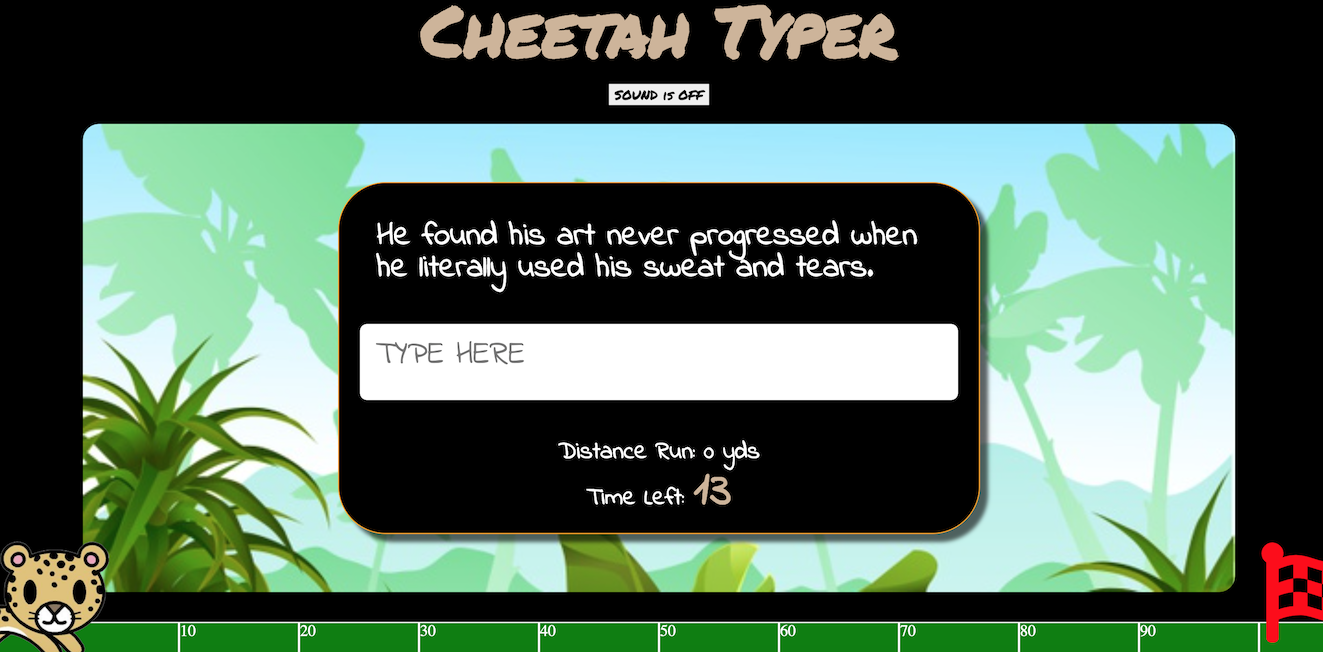 Cheetah Typer
SOUND is OFF
He found his art never progressed when
he literally used his sweat and tears.
TYPE HERE
Distance Run: 0 yds
Time Left: 13
10 20 30 40 50 60 70 80 90